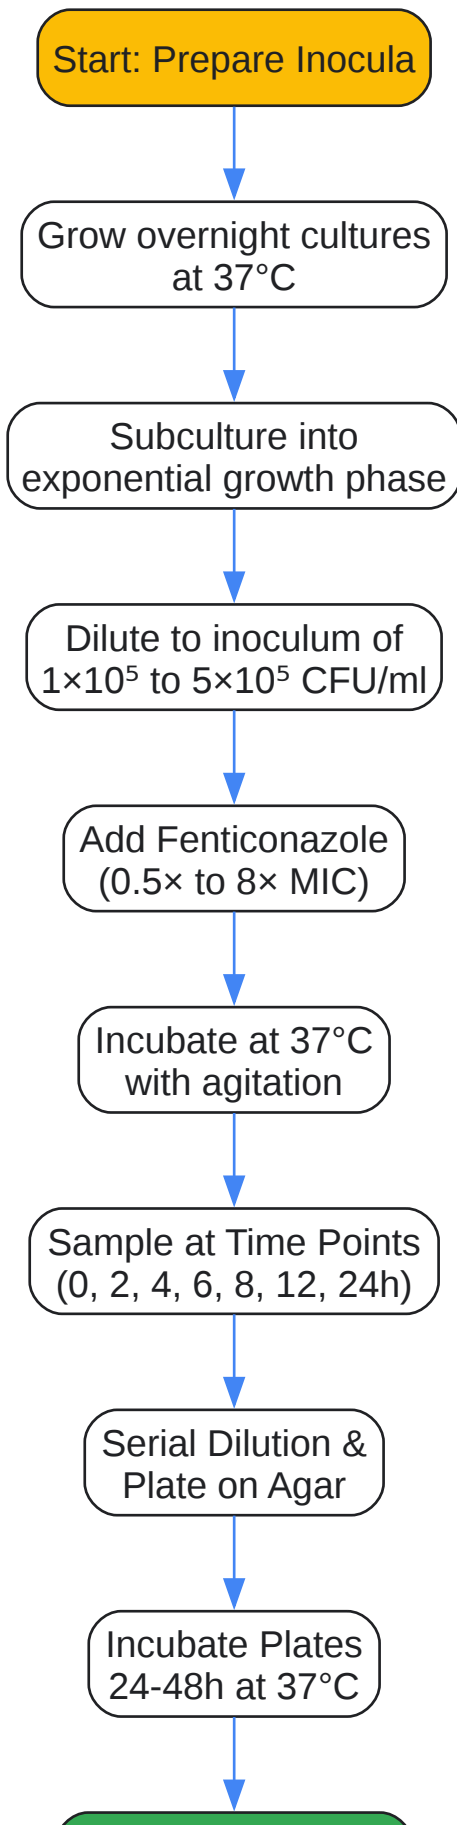 Start: Prepare Inocula
Grow overnight cultures
at 37°C
Subculture into
exponential growth phase
Dilute to inoculum of
1×10⁵ to 5×10⁵ CFU/ml
Add Fenticonazole
(0.5× to 8× MIC)
Incubate at 37°C
with agitation
Sample at Time Points
(0, 2, 4, 6, 8, 12, 24h)
Serial Dilution &
Plate on Agar
Incubate Plates
24-48h at 37°C